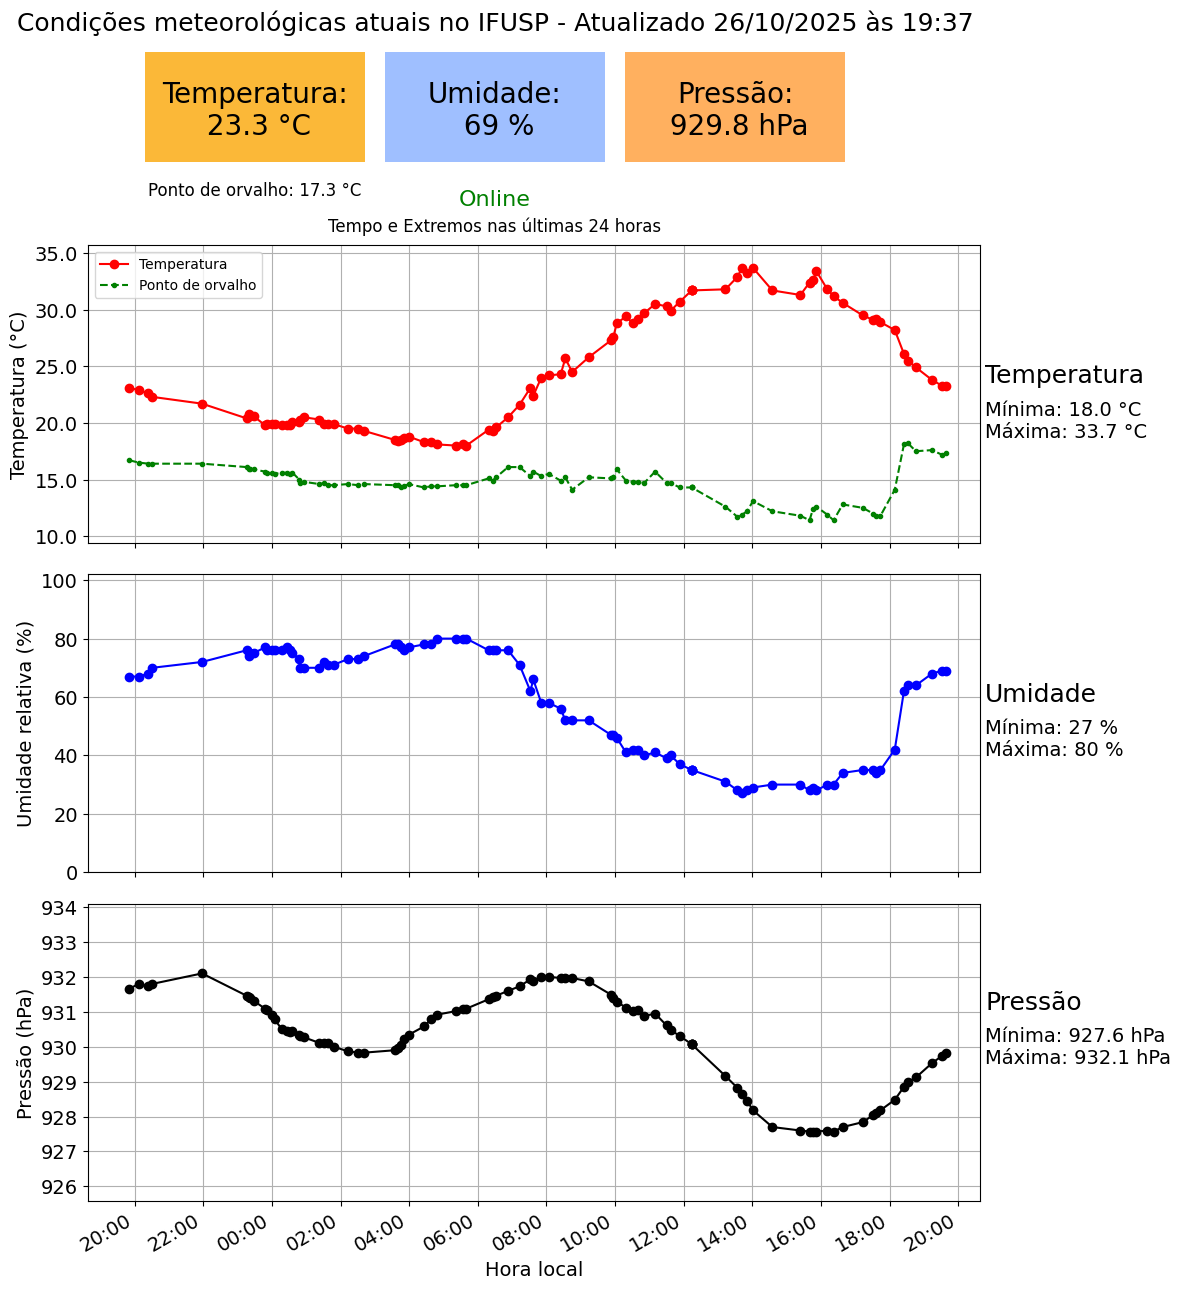 Condições meteorológicas atuais no IFUSP - Atualizado 26/10/2025 às 19:37
Temperatura:
23.3 °C
Umidade:
69 %
Pressão:
929.8 hPa
Ponto de orvalho: 17.3 °C
Online
Tempo e Extremos nas últimas 24 horas
Temperatura (°C)
35.0
30.0
25.0
20.0
15.0
10.0
Temperatura
Ponto de orvalho
Temperatura
Mínima: 18.0 °C
Máxima: 33.7 °C
Umidade relativa (%)
100
80
60
40
20
0
Umidade
Mínima: 27 %
Máxima: 80 %
Pressão (hPa)
934
933
932
931
930
929
928
927
926
Pressão
Mínima: 927.6 hPa
Máxima: 932.1 hPa
20:00 22:00 00:00 02:00 04:00 06:00 08:00 10:00 12:00 14:00 16:00 18:00 20:00
Hora local